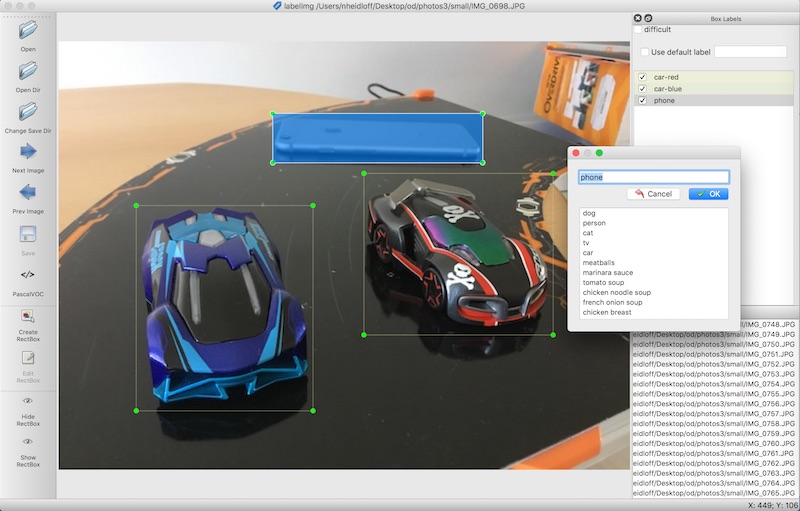 labelImg /Users/nheidloff/Desktop/od/photos3/small/IMG_0698.JPG
Open
Open Dir
Change Save Dir
Next Image
Prev Image
Save
</>
PascalVOC
Create
RectBox
Edit
RectBox
Hide
RectBox
Show
RectBox
Yo
Box Labels
difficult
Use default label
car-red
car-blue
phone
phone
Cancel
OK
dog
person
cat
tv
car
meatballs
marinara sauce
tomato soup
chicken noodle soup
french onion soup
chicken breast
eidloff/Desktop/od/photos3/small/IMG_0748.JPG
eidloff/Desktop/od/photos3/small/IMG_0749.JPG
eidloff/Desktop/od/photos3/small/IMG_0750.JPG
eidloff/Desktop/od/photos3/small/IMG_0751.JPG
eidloff/Desktop/od/photos3/small/IMG_0752.JPG
eidloff/Desktop/od/photos3/small/IMG_0753.JPG
eidloff/Desktop/od/photos3/small/IMG_0754.JPG
eidloff/Desktop/od/photos3/small/IMG_0755.JPG
eidloff/Desktop/od/photos3/small/IMG_0756.JPG
eidloff/Desktop/od/photos3/small/IMG_0757.JPG
eidloff/Desktop/od/photos3/small/IMG_0758.JPG
eidloff/Desktop/od/photos3/small/IMG_0759.JPG
eidloff/Desktop/od/photos3/small/IMG_0760.JPG
eidloff/Desktop/od/photos3/small/IMG_0761.JPG
eidloff/Desktop/od/photos3/small/IMG_0762.JPG
eidloff/Desktop/od/photos3/small/IMG_0763.JPG
eidloff/Desktop/od/photos3/small/IMG_0764.JPG
eidloff/Desktop/od/photos3/small/IMG_0765.JPG
X: 449; Y: 106